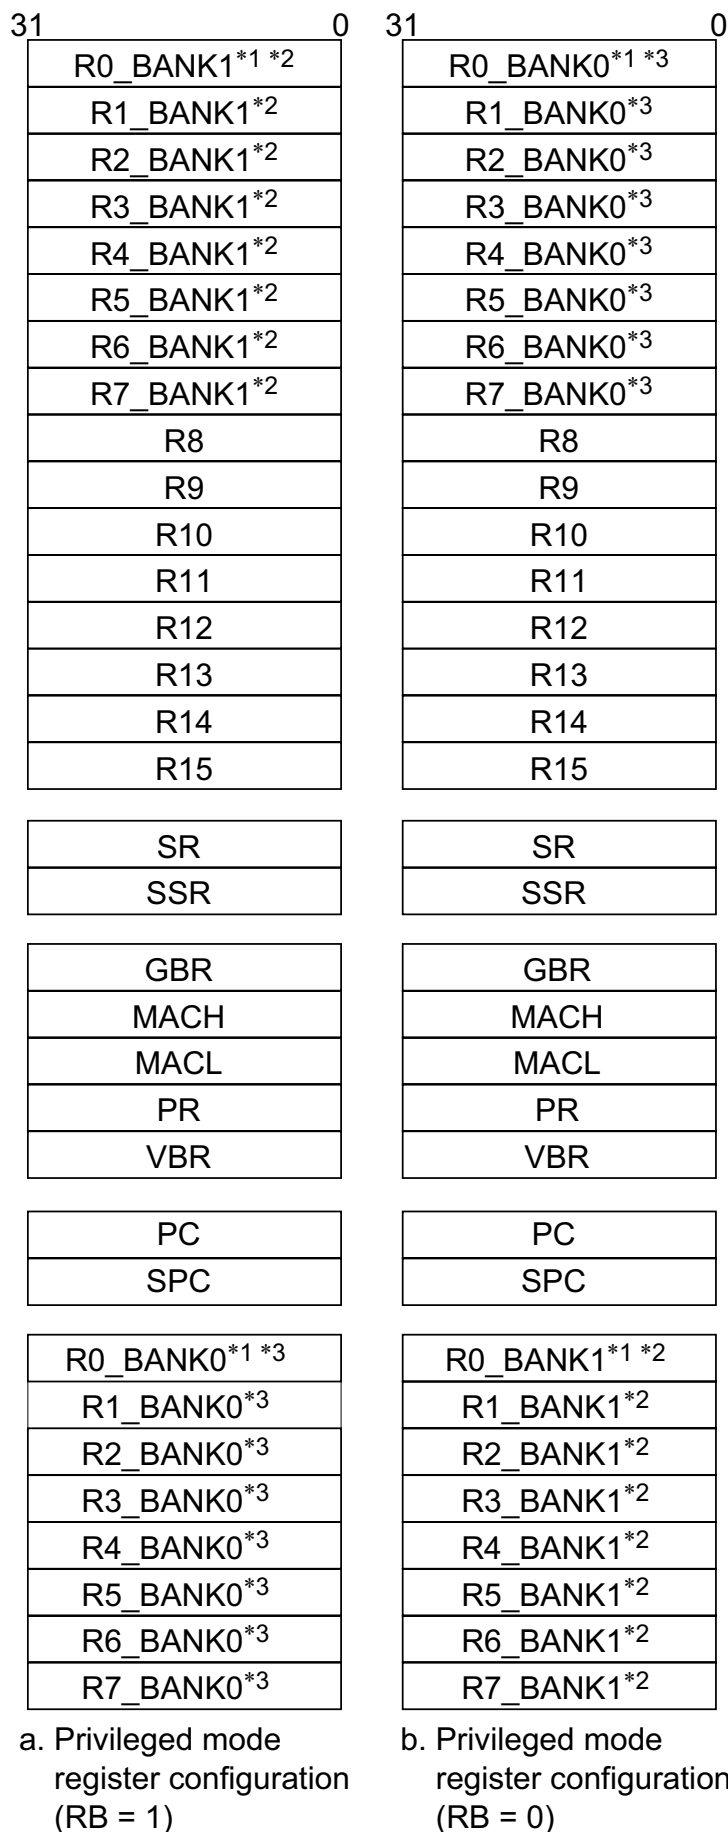 31 0 31 0
R0_BANK1*1 *2 R0_BANK0*1 *3
R1_BANK1*2 R1_BANK0*3
R2_BANK1*2 R2_BANK0*3
R3_BANK1*2 R3_BANK0*3
R4_BANK1*2 R4_BANK0*3
R5_BANK1*2 R5_BANK0*3
R6_BANK1*2 R6_BANK0*3
R7_BANK1*2 R7_BANK0*3
R8 R8
R9 R9
R10 R10
R11 R11
R12 R12
R13 R13
R14 R14
R15 R15
SR SR
SSR SSR
GBR GBR
MACH MACH
MACL MACL
PR PR
VBR VBR
PC PC
SPC SPC
R0_BANK0*1 *3 R0_BANK1*1 *2
R1_BANK0*3 R1_BANK1*2
R2_BANK0*3 R2_BANK1*2
R3_BANK0*3 R3_BANK1*2
R4_BANK0*3 R4_BANK1*2
R5_BANK0*3 R5_BANK1*2
R6_BANK0*3 R6_BANK1*2
R7_BANK0*3 R7_BANK1*2
a. Privileged mode b. Privileged mode
register configuration register configuration
(RB = 1) (RB = 0)